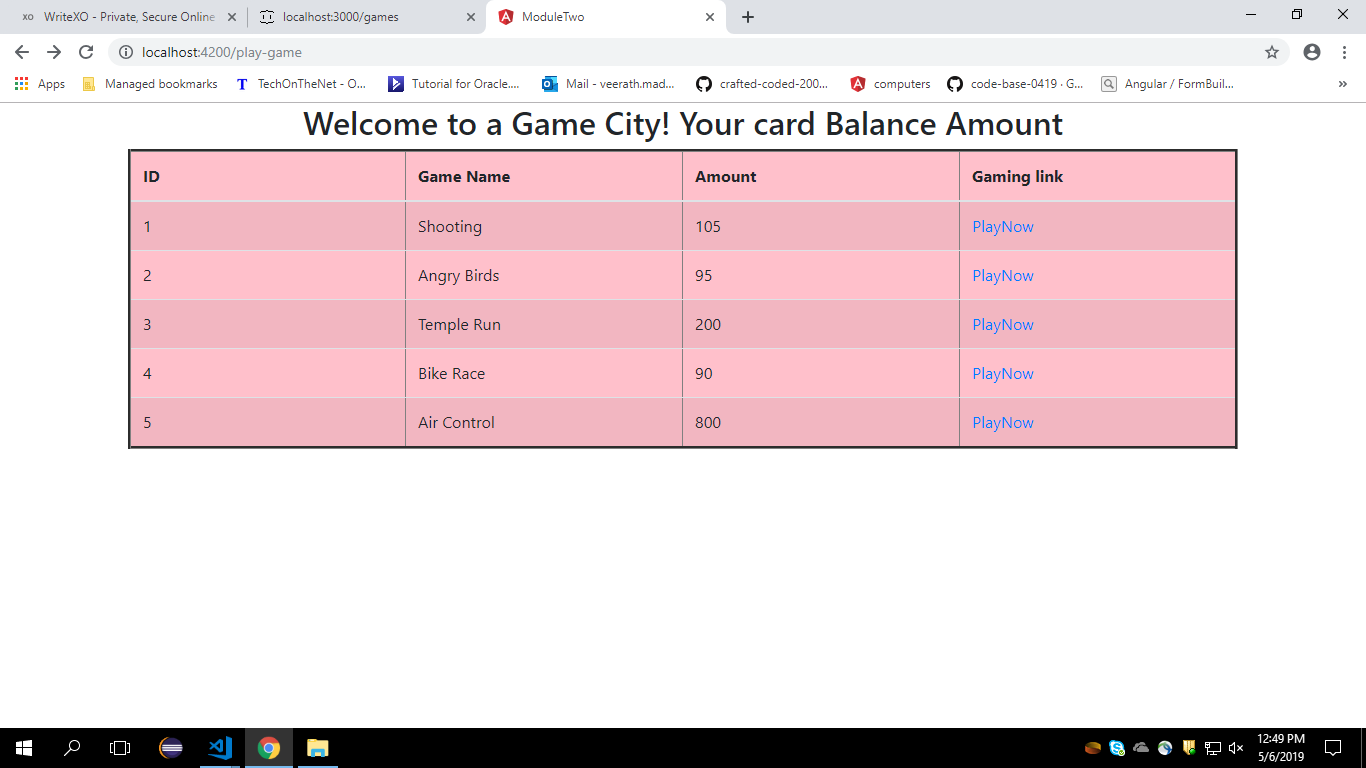 XO WriteXO - Private, Secure Online localhost:3000/games ModuleTwo
localhost:4200/play-game
Apps Managed bookmarks T TechOnTheNet - O... Tutorial for Oracle.... Mail - veerath.mad... crafted-coded-200... computers code-base-0419 · G... Angular / FormBuil... »
Welcome to a Game City! Your card Balance Amount
ID Game Name Amount Gaming link
1 Shooting 105 PlayNow
2 Angry Birds 95 PlayNow
3 Temple Run 200 PlayNow
4 Bike Race 90 PlayNow
5 Air Control 800 PlayNow
12:49 PM
5/6/2019